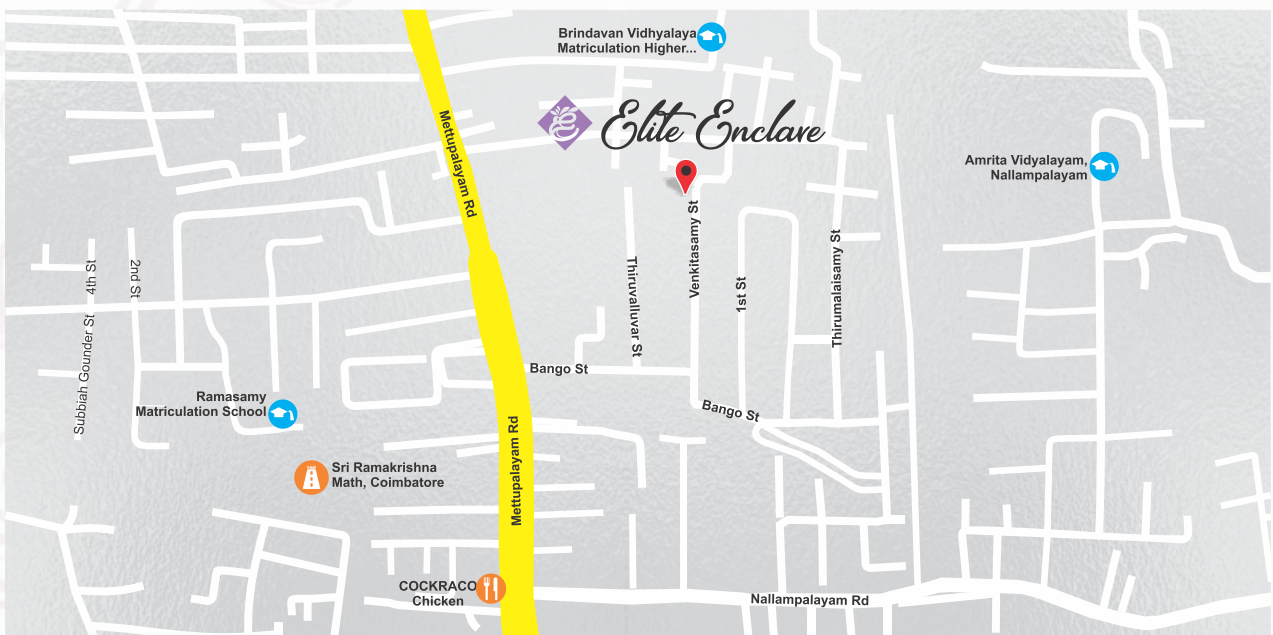 Brindavan Vidhyalaya
Matriculation Higher...
Elite Enclave
Mettupalayam Rd
Amrita Vidyalayam,
Nallampalayam
Venkitasamy St
Thirumalaisamy St
4th St
2nd St
Thiruvalluvar St
1st St
Subbiah Gounder St
Bango St
Ramasamy
Matriculation School
Bango St
Mettupalayam Rd
Sri Ramakrishna
Math, Coimbatore
COCKRACO
Chicken
Nallampalayam Rd